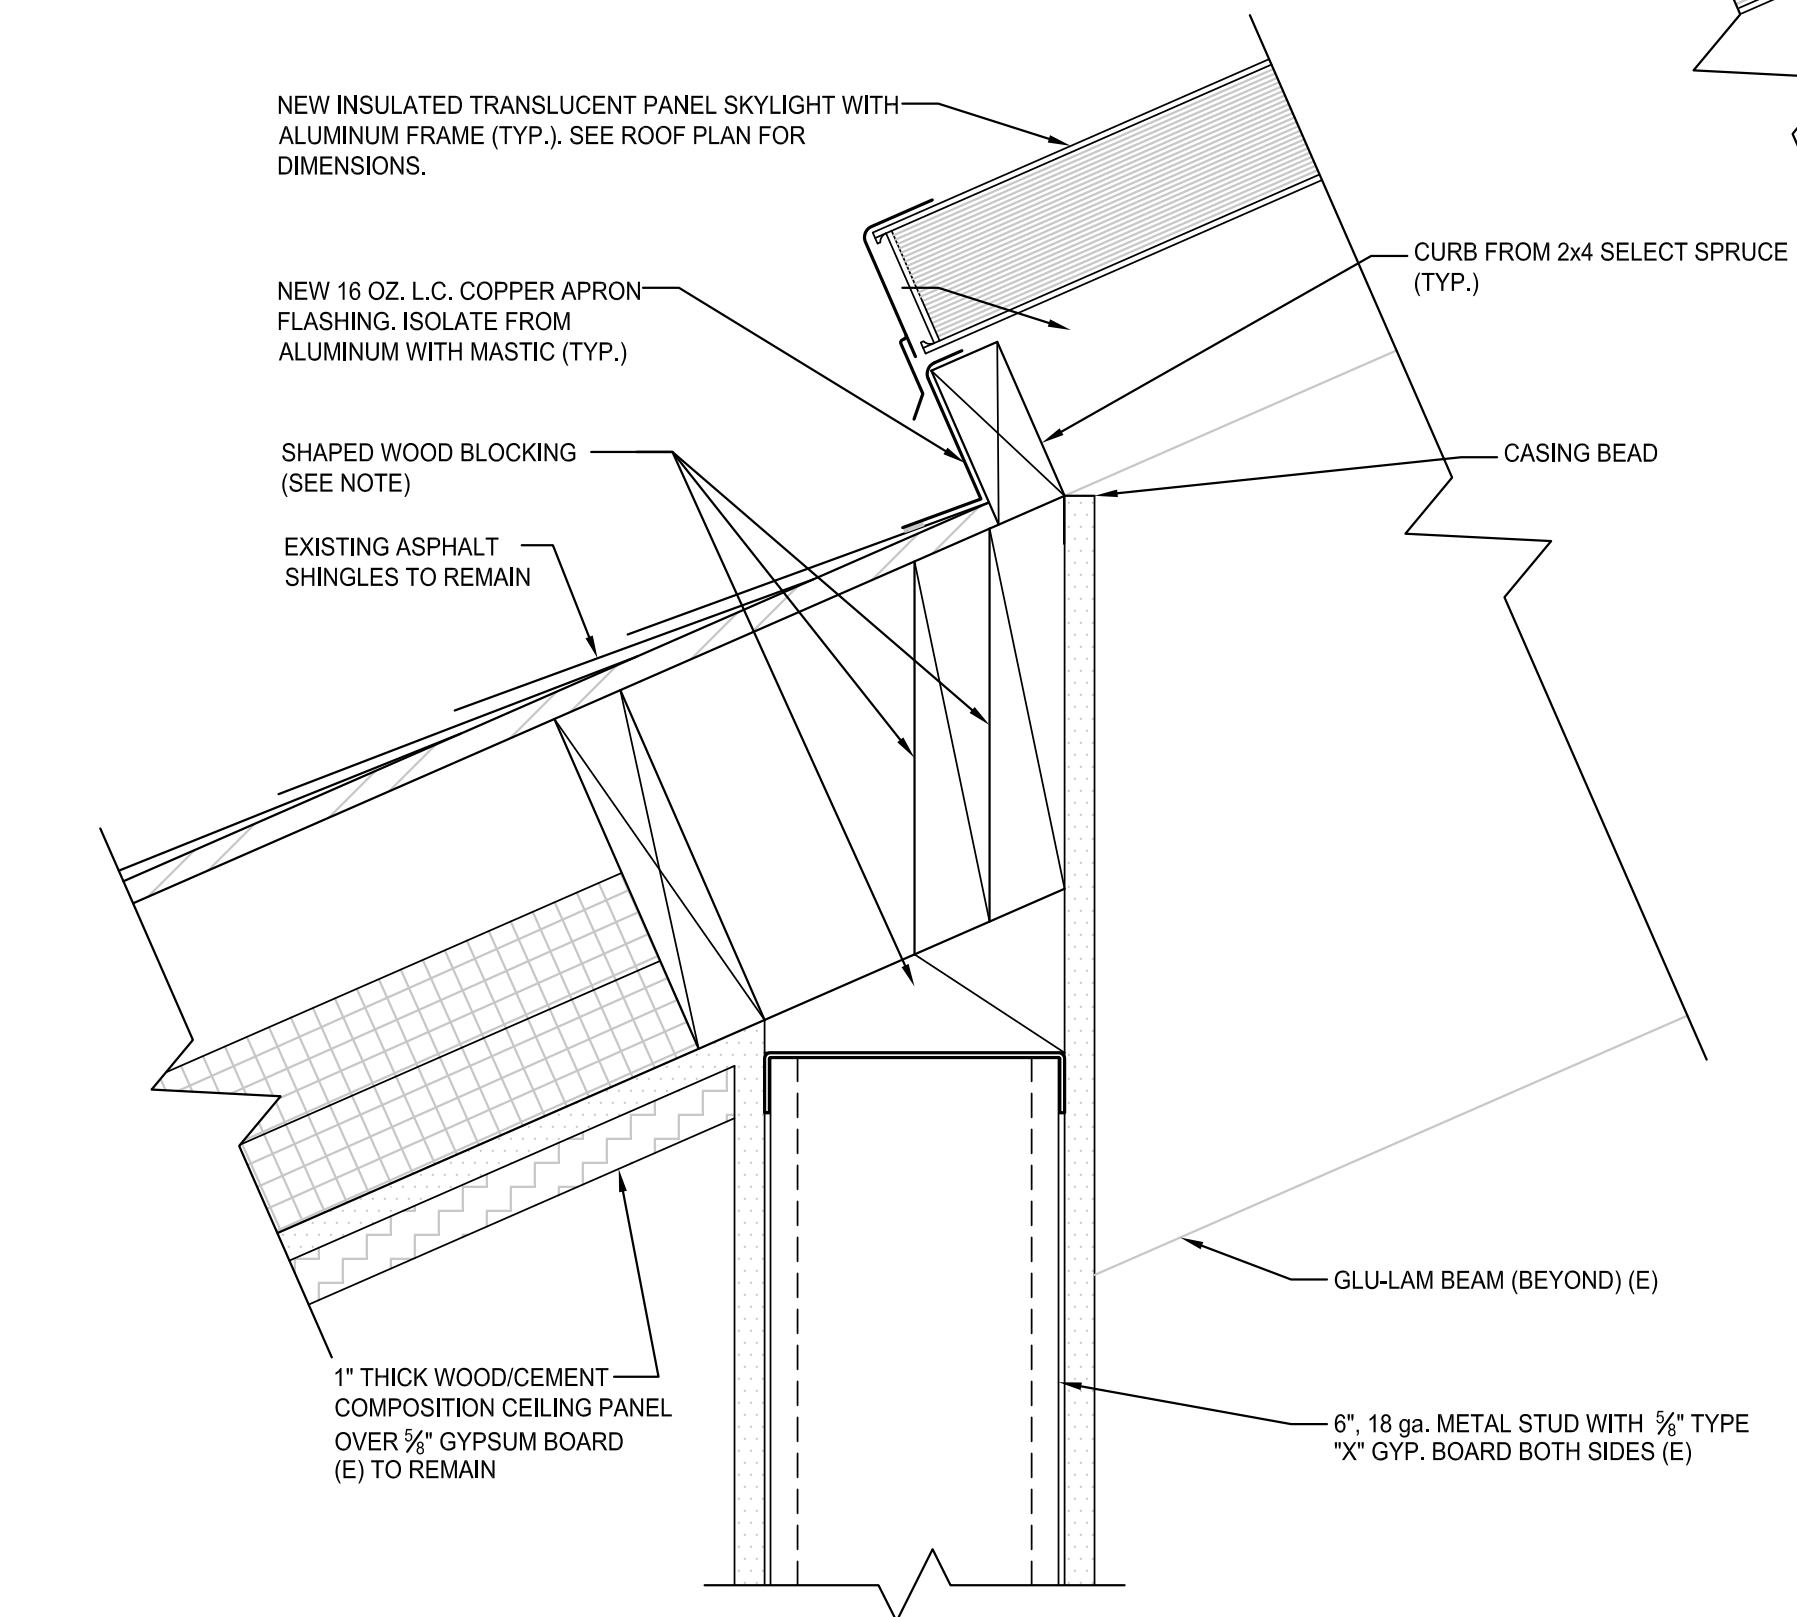 NEW INSULATED TRANSLUCENT PANEL SKYLIGHT WITH
ALUMINUM FRAME (TYP.). SEE ROOF PLAN FOR
DIMENSIONS.
CURB FROM 2x4 SELECT SPRUCE
(TYP.)
NEW 16 OZ. L.C. COPPER APRON
FLASHING. ISOLATE FROM
ALUMINUM WITH MASTIC (TYP.)
SHAPED WOOD BLOCKING
(SEE NOTE)
CASING BEAD
EXISTING ASPHALT
SHINGLES TO REMAIN
GLU-LAM BEAM (BEYOND) (E)
1" THICK WOOD/CEMENT
COMPOSITION CEILING PANEL
OVER ⅝" GYPSUM BOARD
(E) TO REMAIN
6", 18 ga. METAL STUD WITH ⅝" TYPE
"X" GYP. BOARD BOTH SIDES (E)